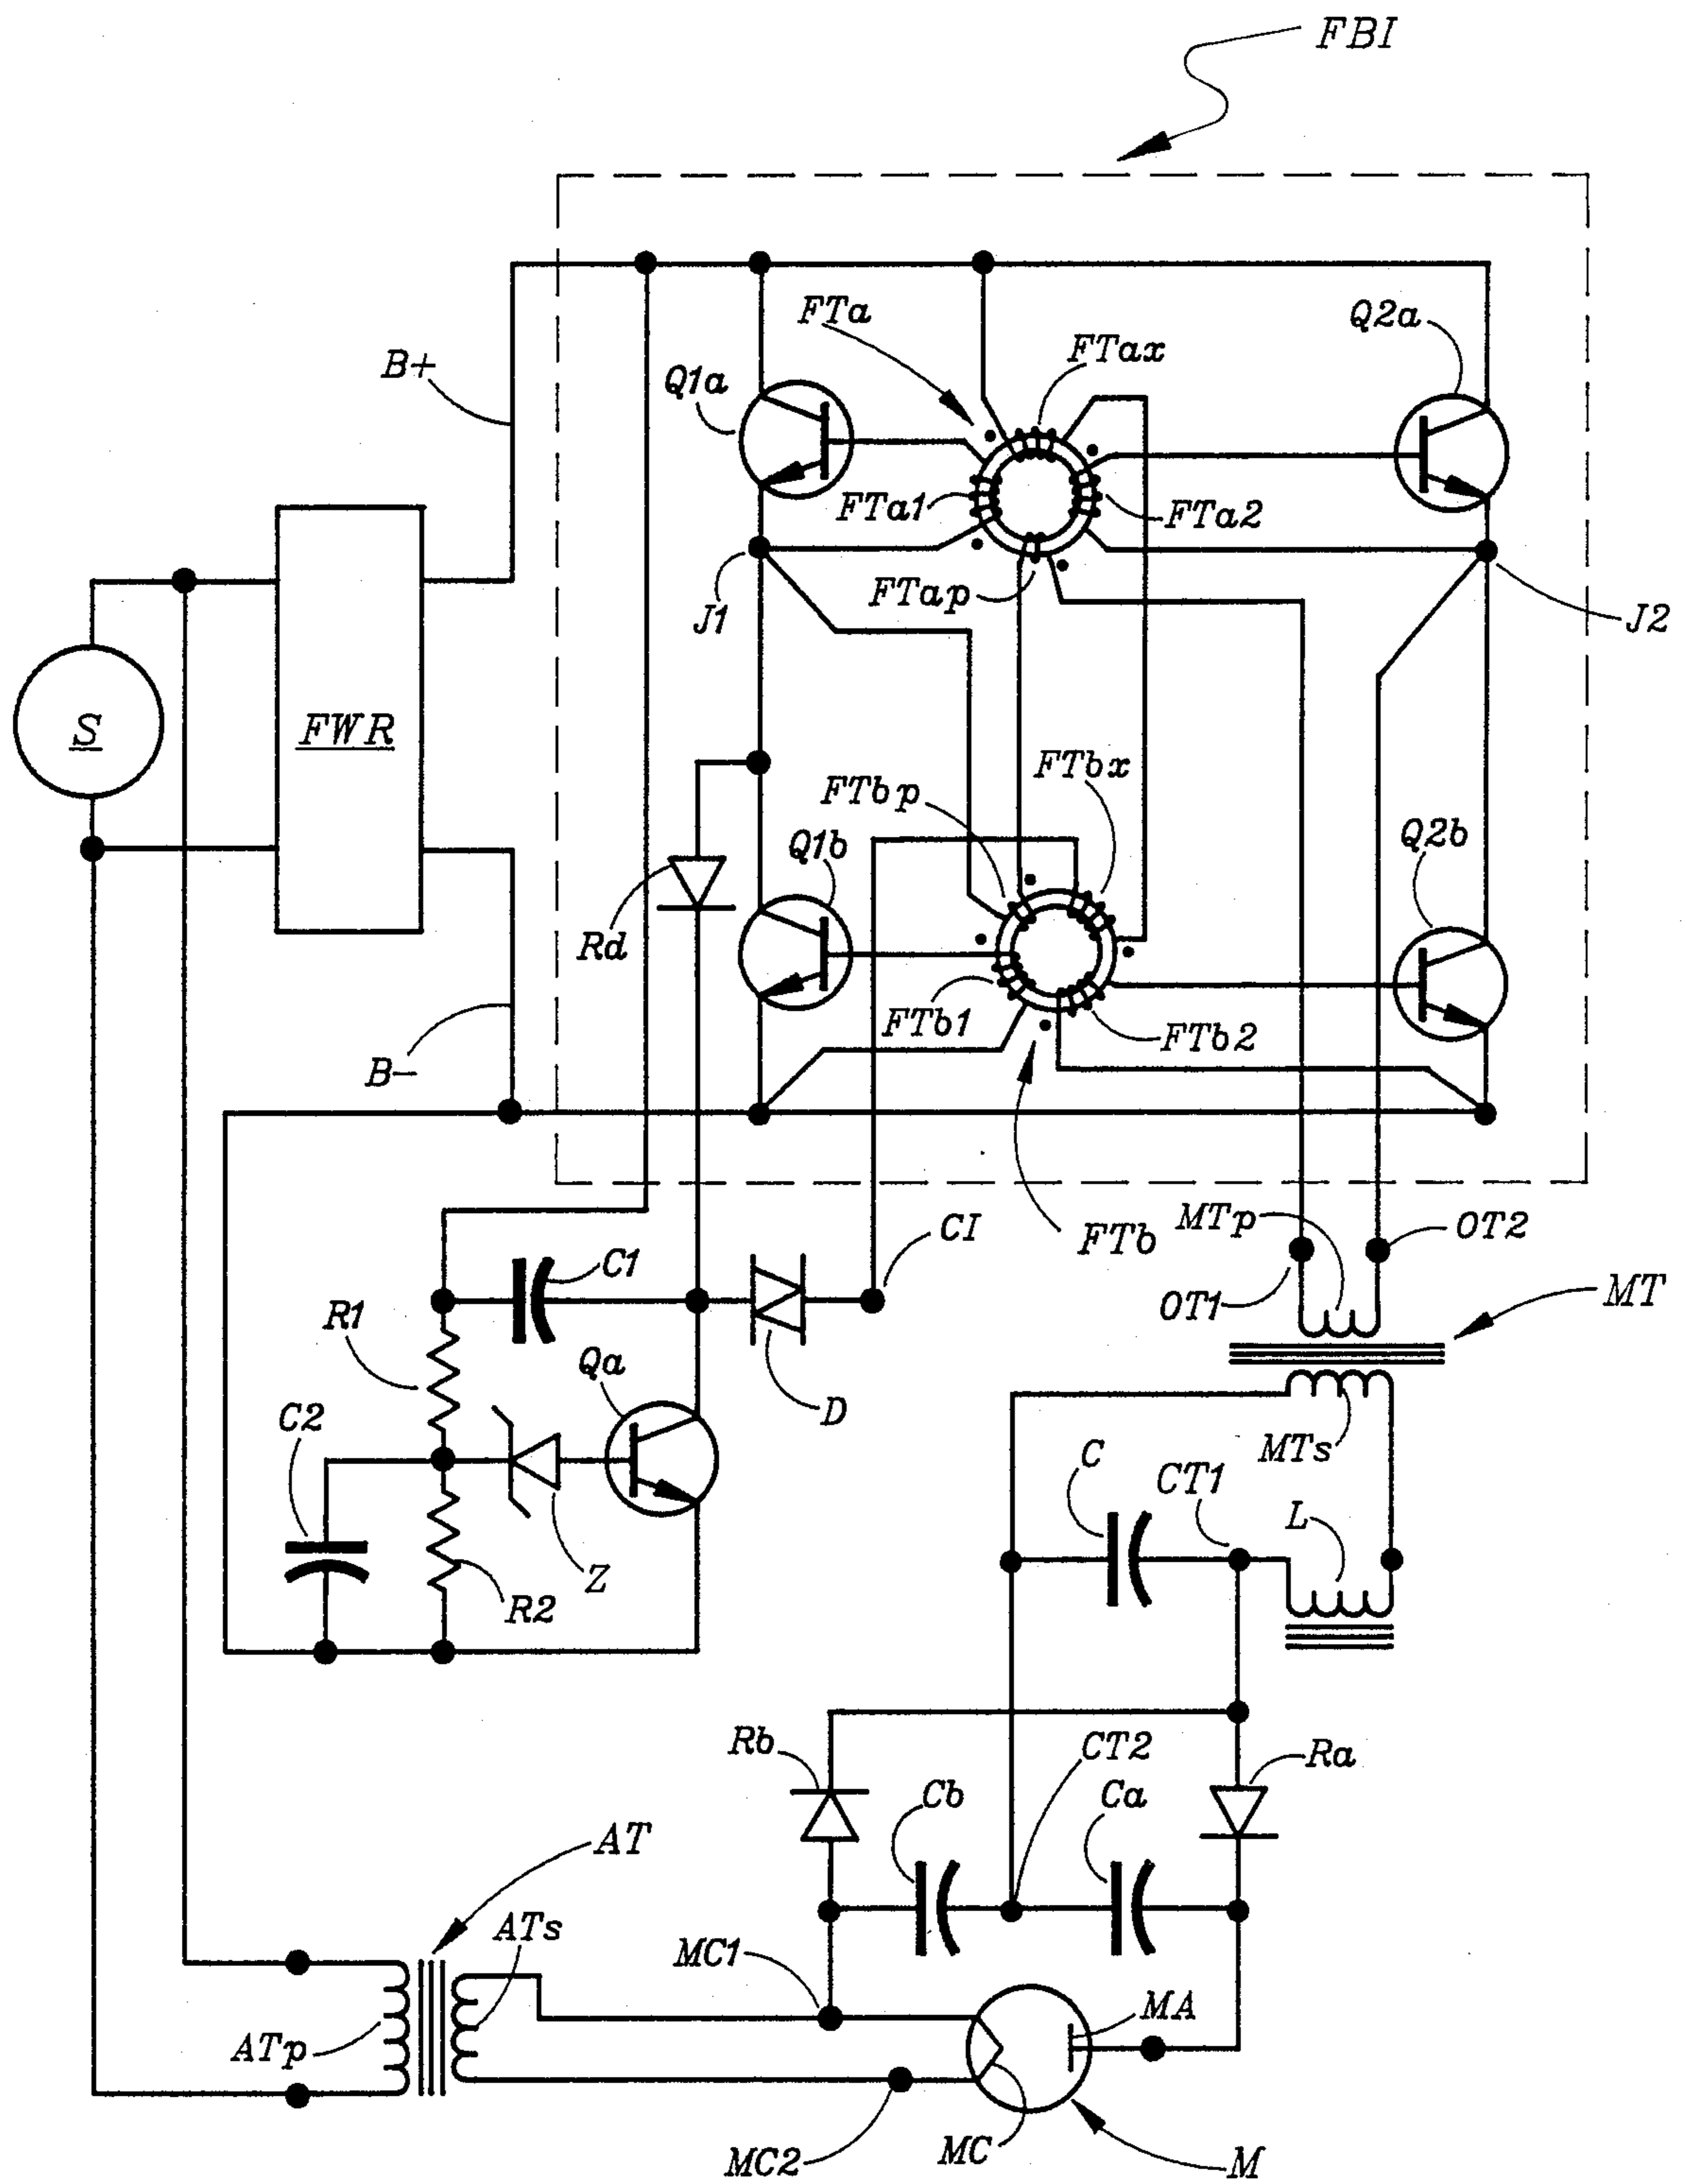 FBI
FTa
Q2a
FTax
B+
Q1a
FTa1
FTa2
FTap
J1
J2
S
FWR
FTbx
FTbp
Q1b
Q2b
Rd
FTb1
FTb2
B-
MTp
OT2
CI
FTb
C1
OT1
MT
R1
Qa
D
C2
MTs
C
CT1
L
Z
R2
Rb
CT2
Ra
Cb
Ca
AT
ATs
MC1
MA
ATp
MC
M
MC2